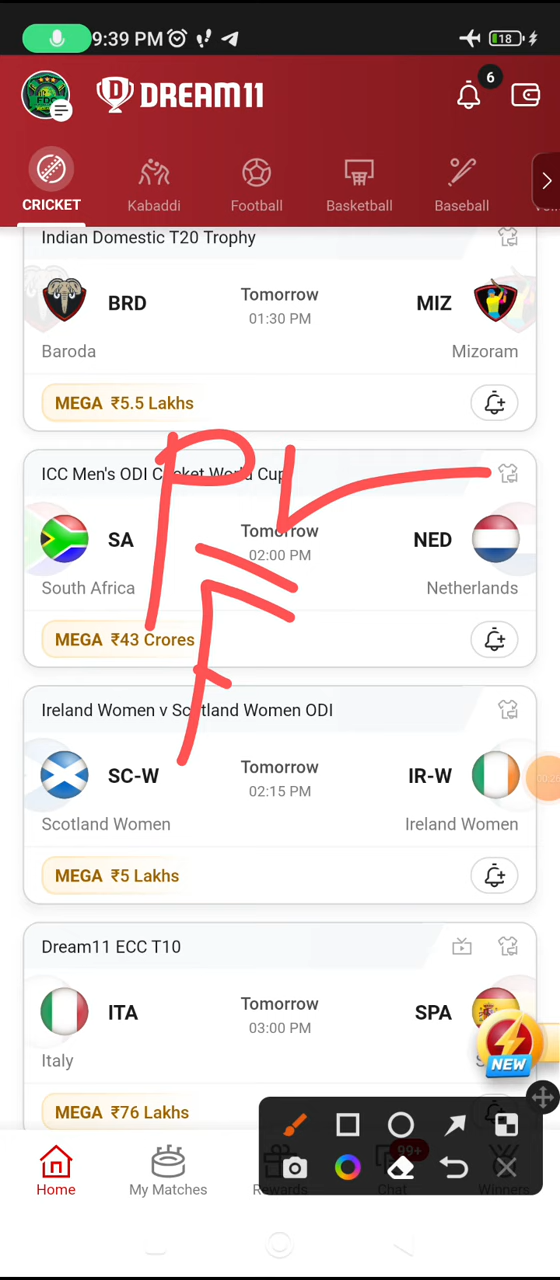 9:39 PM
18
6
DREAM11
CRICKET
Kabaddi
Football
Basketball
Baseball
Indian Domestic T20 Trophy
BRD
Tomorrow
MIZ
01:30 PM
Baroda
Mizoram
MEGA ₹5.5 Lakhs
ICC Men's ODI Cricket World Cup
SA
Tomorrow
NED
02:00 PM
South Africa
Netherlands
MEGA ₹43 Crores
Ireland Women v Scotland Women ODI
SC-W
Tomorrow
IR-W
02:15 PM
Scotland Women
Ireland Women
MEGA ₹5 Lakhs
Dream11 ECC T10
ITA
Tomorrow
SPA
03:00 PM
Italy
NEW
MEGA ₹76 Lakhs
99+
Home
My Matches
Rewards
Chat
Winners